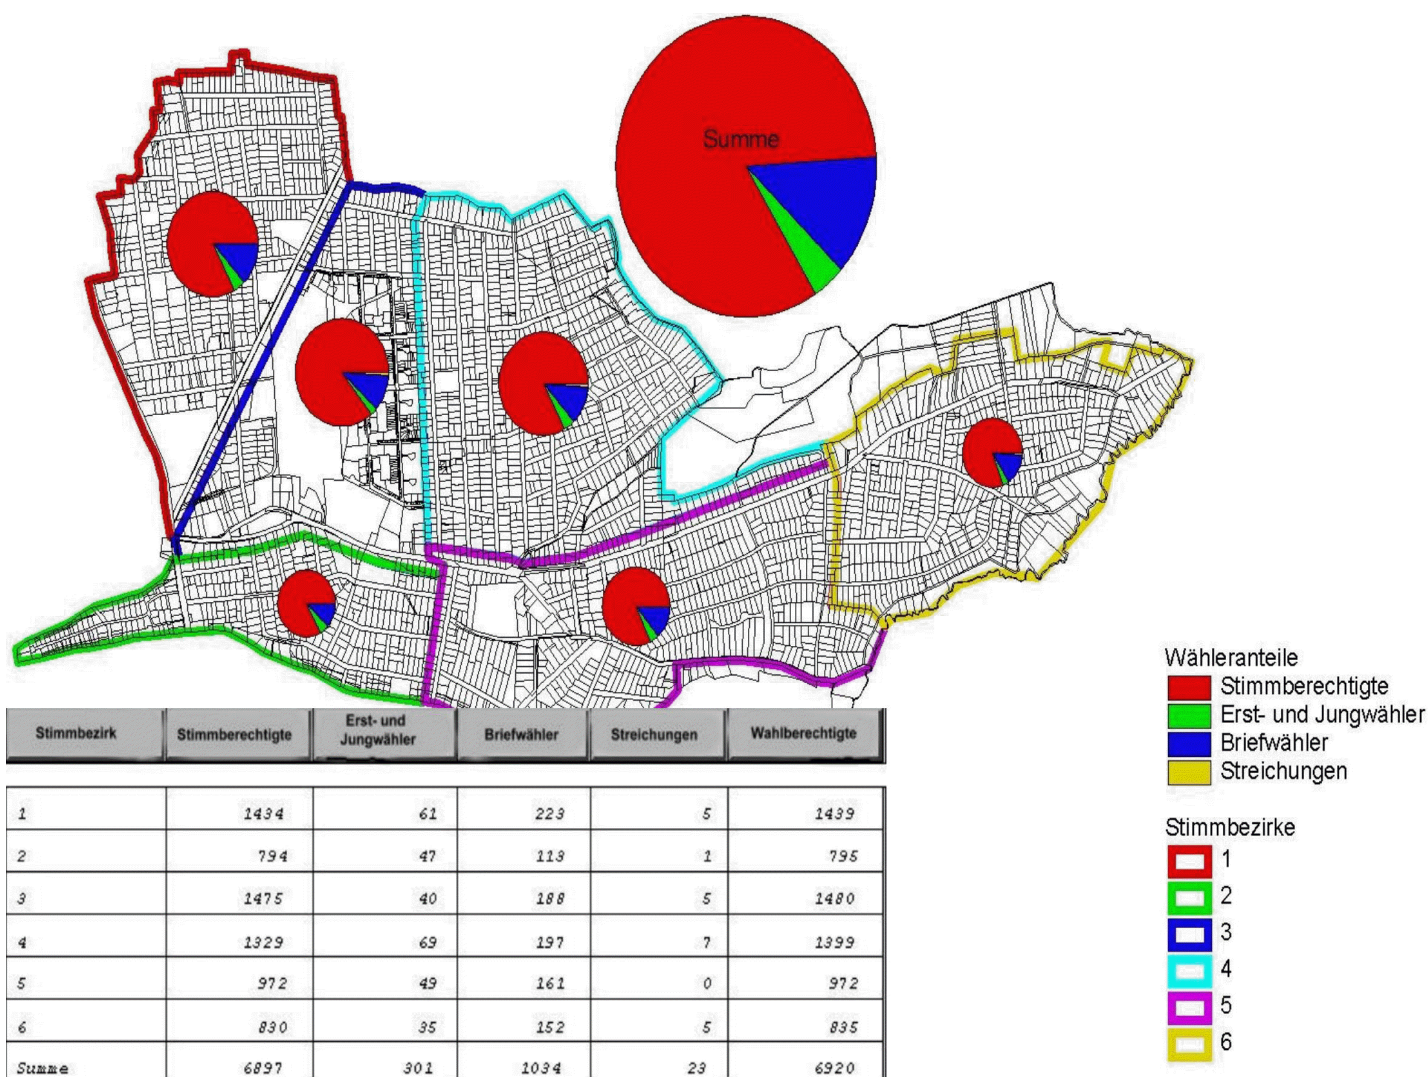 Summe
Wähleranteile
Stimmberechtigte
Erst- und Jungwähler
Briefwähler
Streichungen
Stimmbezirke
1
2
3
4
5
6
Stimmbezirk Stimmberechtigte Erst- und Jungwähler Briefwähler Streichungen Wahlberechtigte
1 1434 61 223 5 1439
2 794 47 113 1 795
3 1475 40 188 5 1480
4 1329 69 197 7 1399
5 972 49 161 0 972
6 830 35 152 5 835
Summe 6897 301 1034 23 6920